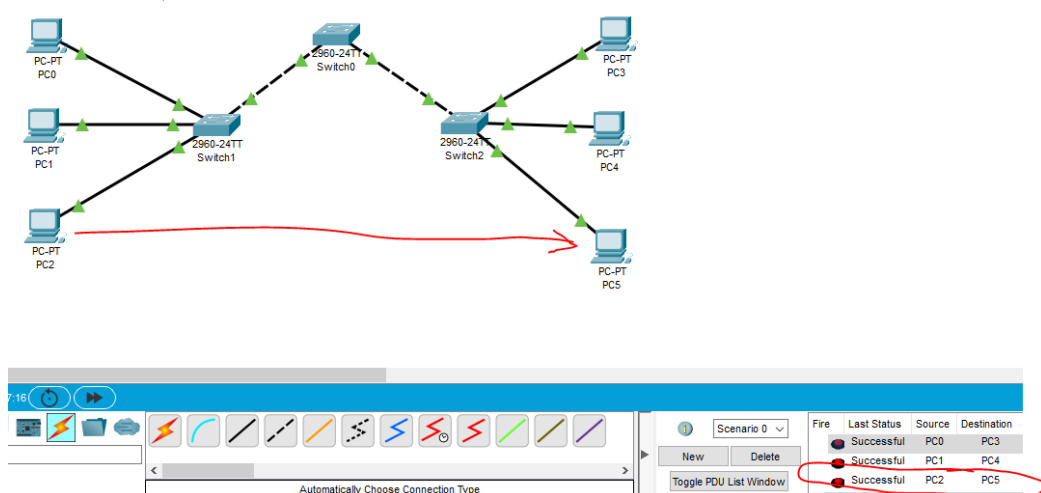 2960-24TT
Switch0
PC-PT
PC0
PC-PT
PC3
PC-PT
PC1
2960-24TT
Switch1
2960-24TT
Switch2
PC-PT
PC4
PC-PT
PC2
PC-PT
PC5
7:16
Automatically Choose Connection Type
Scenario 0
New Delete
Toggle PDU List Window
Fire Last Status Source Destination
Successful PC0 PC3
Successful PC1 PC4
Successful PC2 PC5